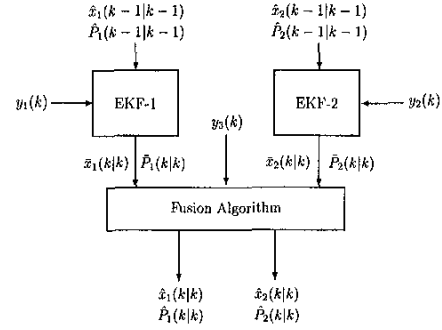 x̂₁(k − 1|k − 1) x̂₂(k − 1|k − 1)
P̂₁(k − 1|k − 1) P̂₂(k − 1|k − 1)
y₁(k) EKF-1 EKF-2 y₂(k)
y₃(k)
x̄₁(k|k) P̄₁(k|k) x̄₂(k|k) P̄₂(k|k)
Fusion Algorithm
x̂₁(k|k) x̂₂(k|k)
P̂₁(k|k) P̂₂(k|k)